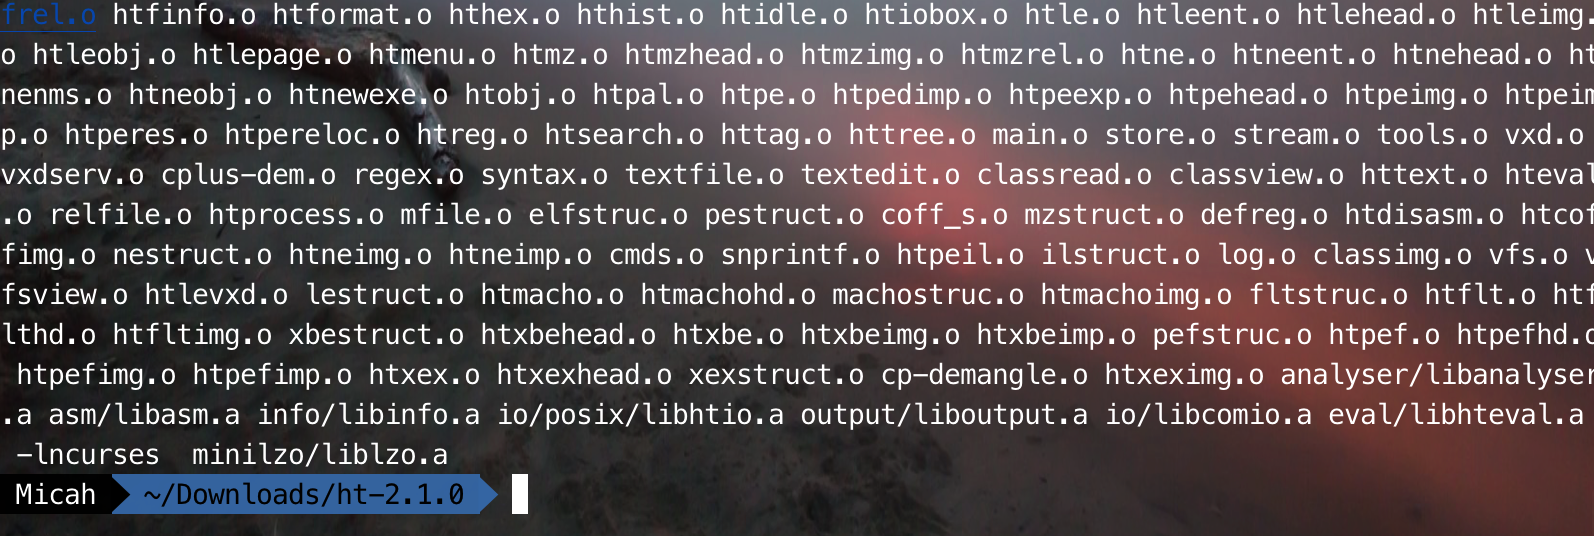 frel.o htfinfo.o htformat.o hthex.o hthist.o htidle.o htiobox.o htle.o htleent.o htlehead.o htleimg.
o htleobj.o htlepage.o htmenu.o htmz.o htmzhead.o htmzimg.o htmzrel.o htne.o htneent.o htnehead.o ht
nenms.o htneobj.o htnewexe.o htobj.o htpal.o htpe.o htpedimp.o htpeexp.o htpehead.o htpeimg.o htpeim
p.o htperes.o htpereloc.o htreg.o htsearch.o httag.o httree.o main.o store.o stream.o tools.o vxd.o
vxdserv.o cplus-dem.o regex.o syntax.o textfile.o textedit.o classread.o classview.o httext.o hteval
.o relfile.o htprocess.o mfile.o elfstruc.o pestruct.o coff_s.o mzstruct.o defreg.o htdisasm.o htcof
fimg.o nestruct.o htneimg.o htneimp.o cmds.o snprintf.o htpeil.o ilstruct.o log.o classimg.o vfs.o v
fsview.o htlevxd.o lestruct.o htmacho.o htmachohd.o machostruc.o htmachoimg.o fltstruc.o htflt.o htf
lthd.o htfltimg.o xbestruct.o htxbehead.o htxbe.o htxbeimg.o htxbeimp.o pefstruc.o htpef.o htpefhd.o
htpefimg.o htpefimp.o htxex.o htxexhead.o xexstruct.o cp-demangle.o htxeximg.o analyser/libanalyser
.a asm/libasm.a info/libinfo.a io/posix/libhtio.a output/liboutput.a io/libcomio.a eval/libhteval.a
-lncurses  minilzo/liblzo.a
Micah ~/Downloads/ht-2.1.0